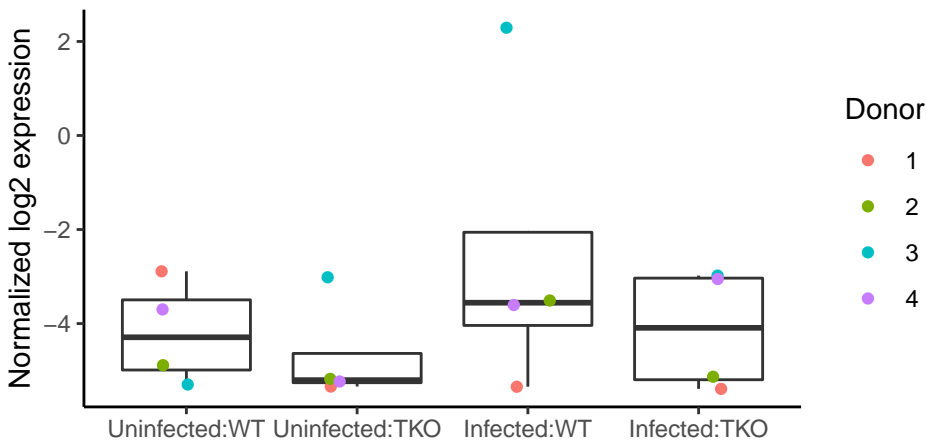 Normalized log2 expression
2
0
−2
−4
Uninfected:WT
Uninfected:TKO
Infected:WT
Infected:TKO
Donor
1
2
3
4